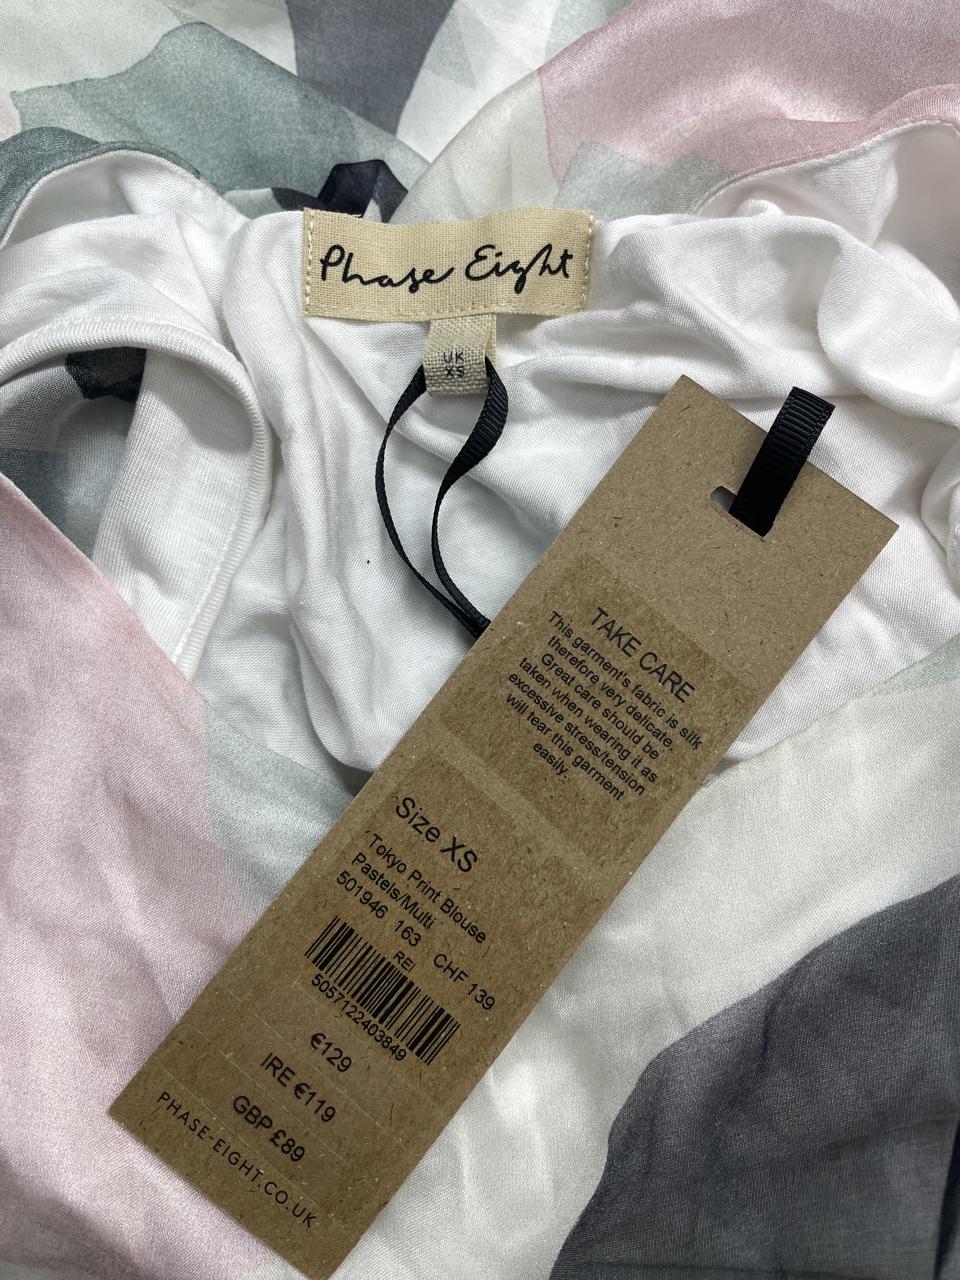 Phase Eight
UK
XS
TAKE CARE
This garment's fabric is silk
therefore very delicate.
Great care should be
taken when wearing it as
excessive stress/tension
will tear this garment
easily.
Size XS
Tokyo Print Blouse
Pastels/Multi
501946 163 CHF 139
REI
5057122403849
€129
IRE €119
GBP £89
PHASE-EIGHT.CO.UK